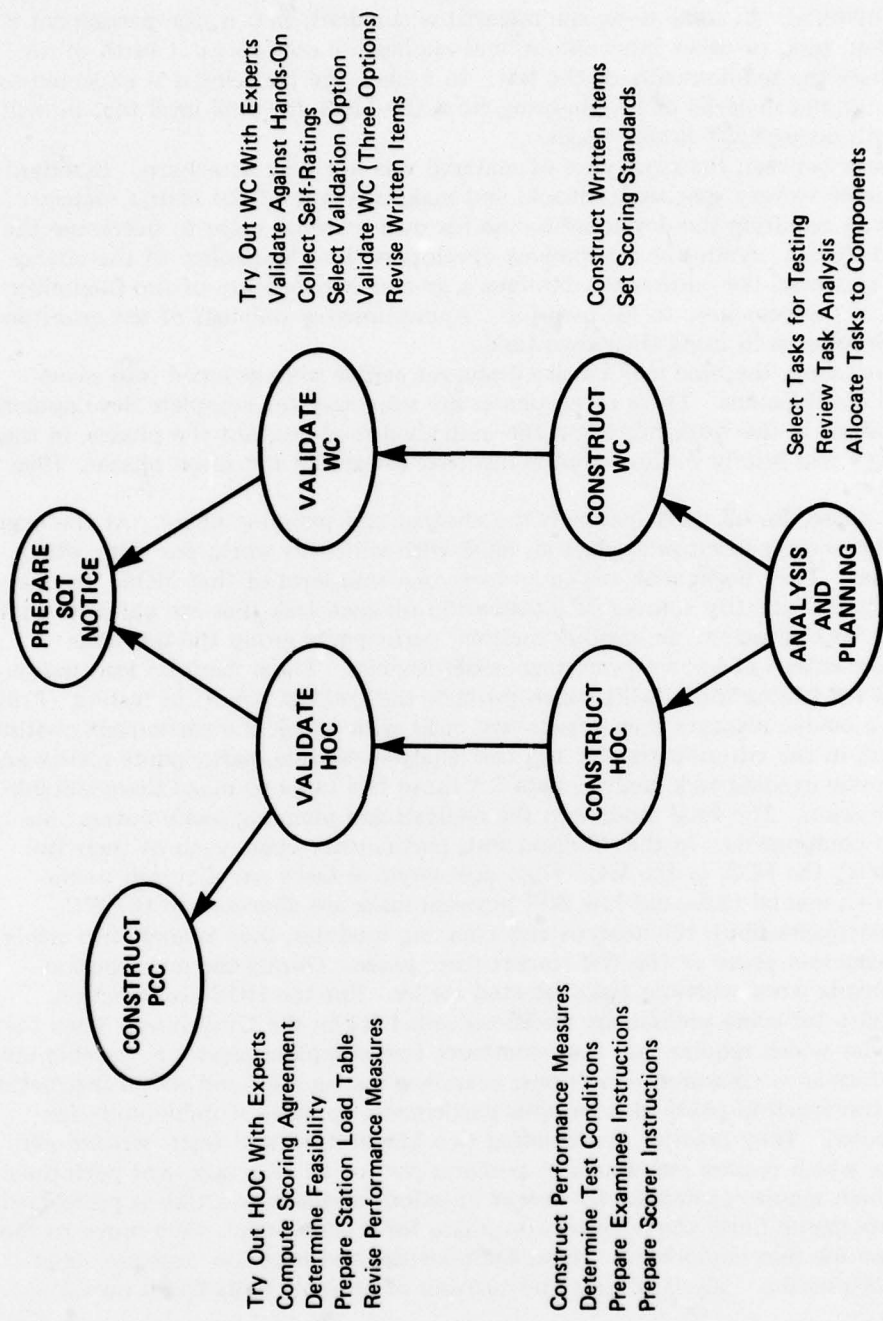 PREPARE
SQT
NOTICE
CONSTRUCT
PCC
VALIDATE
HOC
VALIDATE
WC
Try Out WC With Experts
Validate Against Hands-On
Collect Self-Ratings
Select Validation Option
Validate WC (Three Options)
Revise Written Items
Try Out HOC With Experts
Compute Scoring Agreement
Determine Feasibility
Prepare Station Load Table
Revise Performance Measures
CONSTRUCT
HOC
CONSTRUCT
WC
Construct Written Items
Set Scoring Standards
Construct Performance Measures
Determine Test Conditions
Prepare Examinee Instructions
Prepare Scorer Instructions
ANALYSIS
AND
PLANNING
Select Tasks for Testing
Review Task Analysis
Allocate Tasks to Components